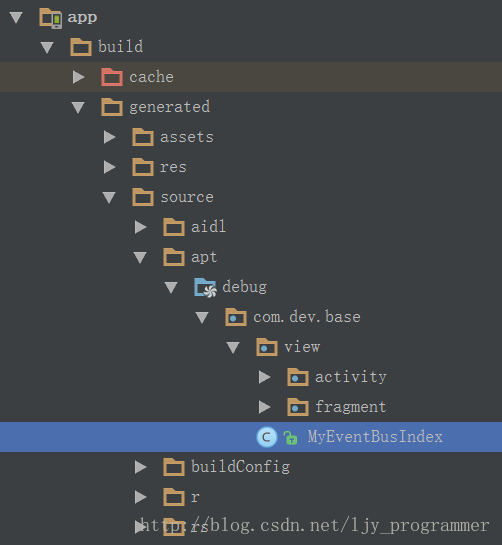 app
build
cache
generated
assets
res
source
aidl
apt
debug
com.dev.base
view
activity
fragment
MyEventBusIndex
buildConfig
r
rs
http://blog.csdn.net/ljy_programmer